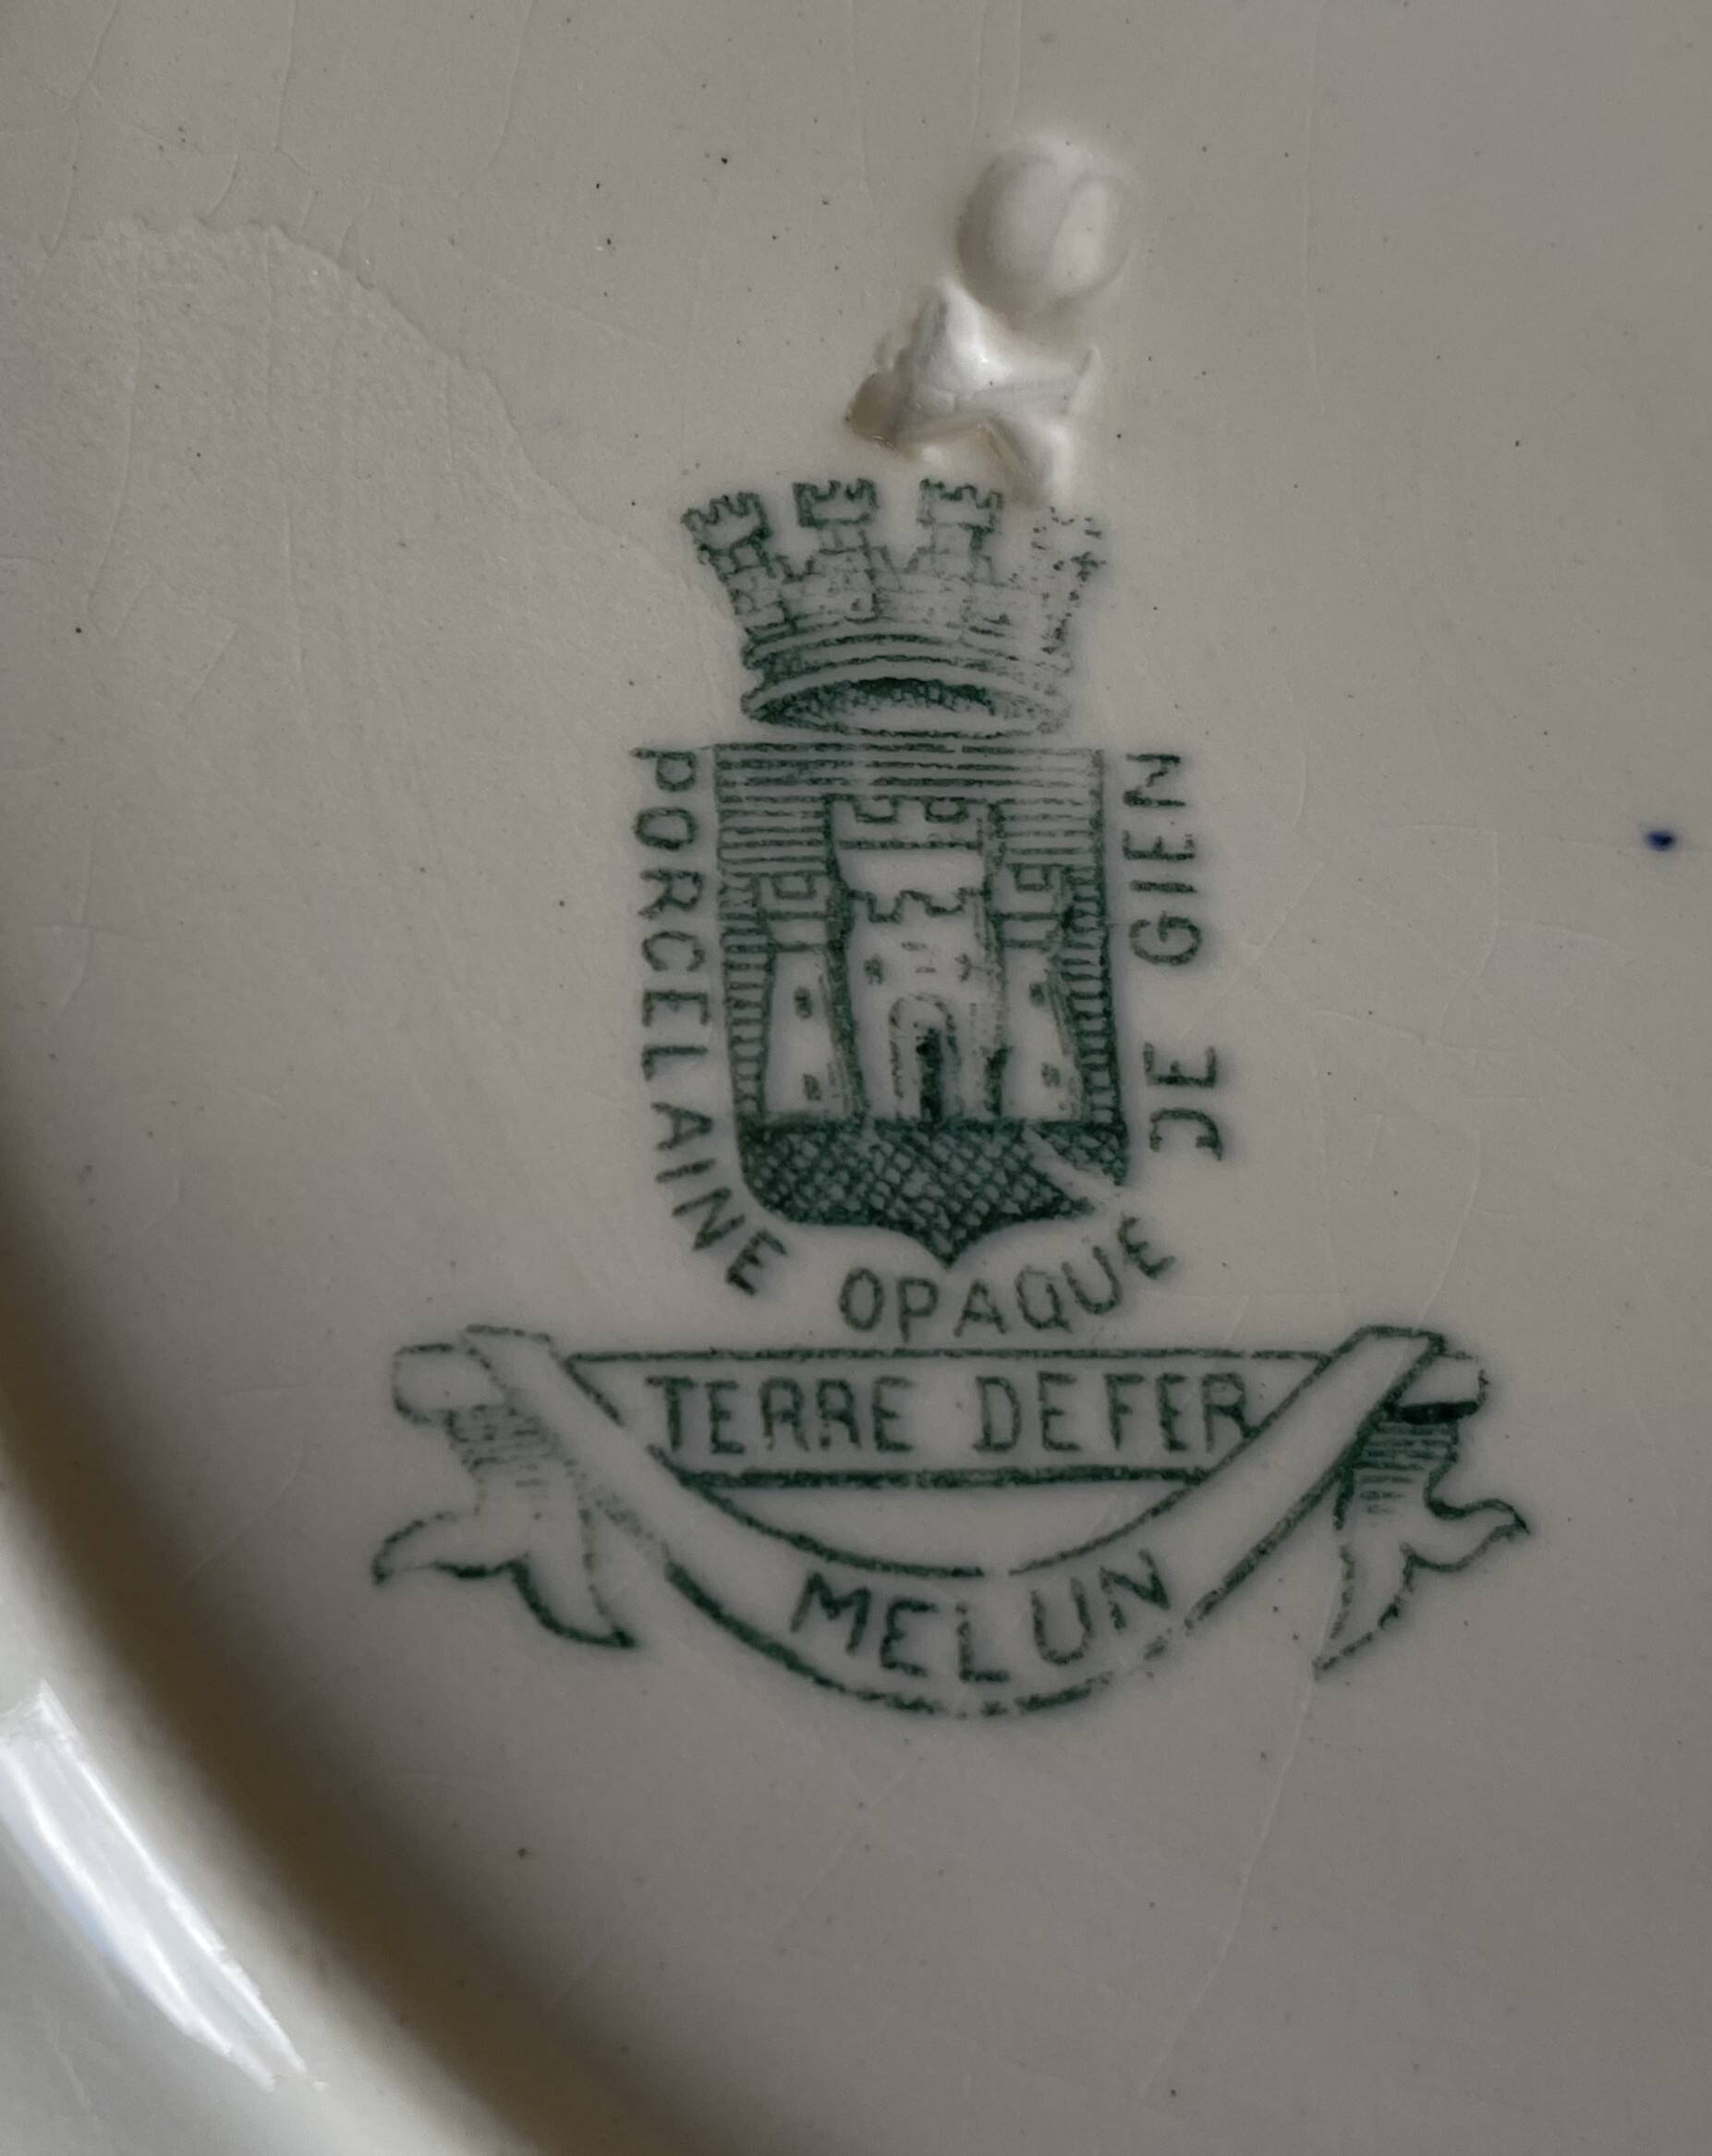 PORCELAINE OPAQUE DE GIEN
TERRE DE FER
MELUN